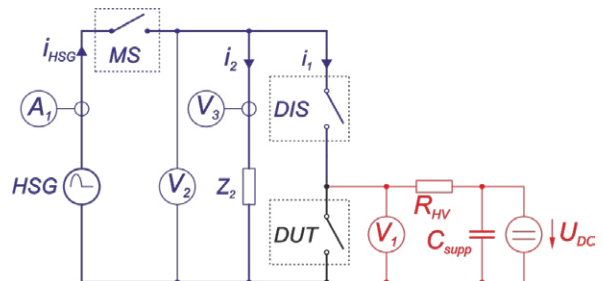 i_HSG
MS
i_2
i_1
A_1
V_3
DIS
HSG
V_2
Z_2
DUT
V_1
R_HV
C_supp
U_DC